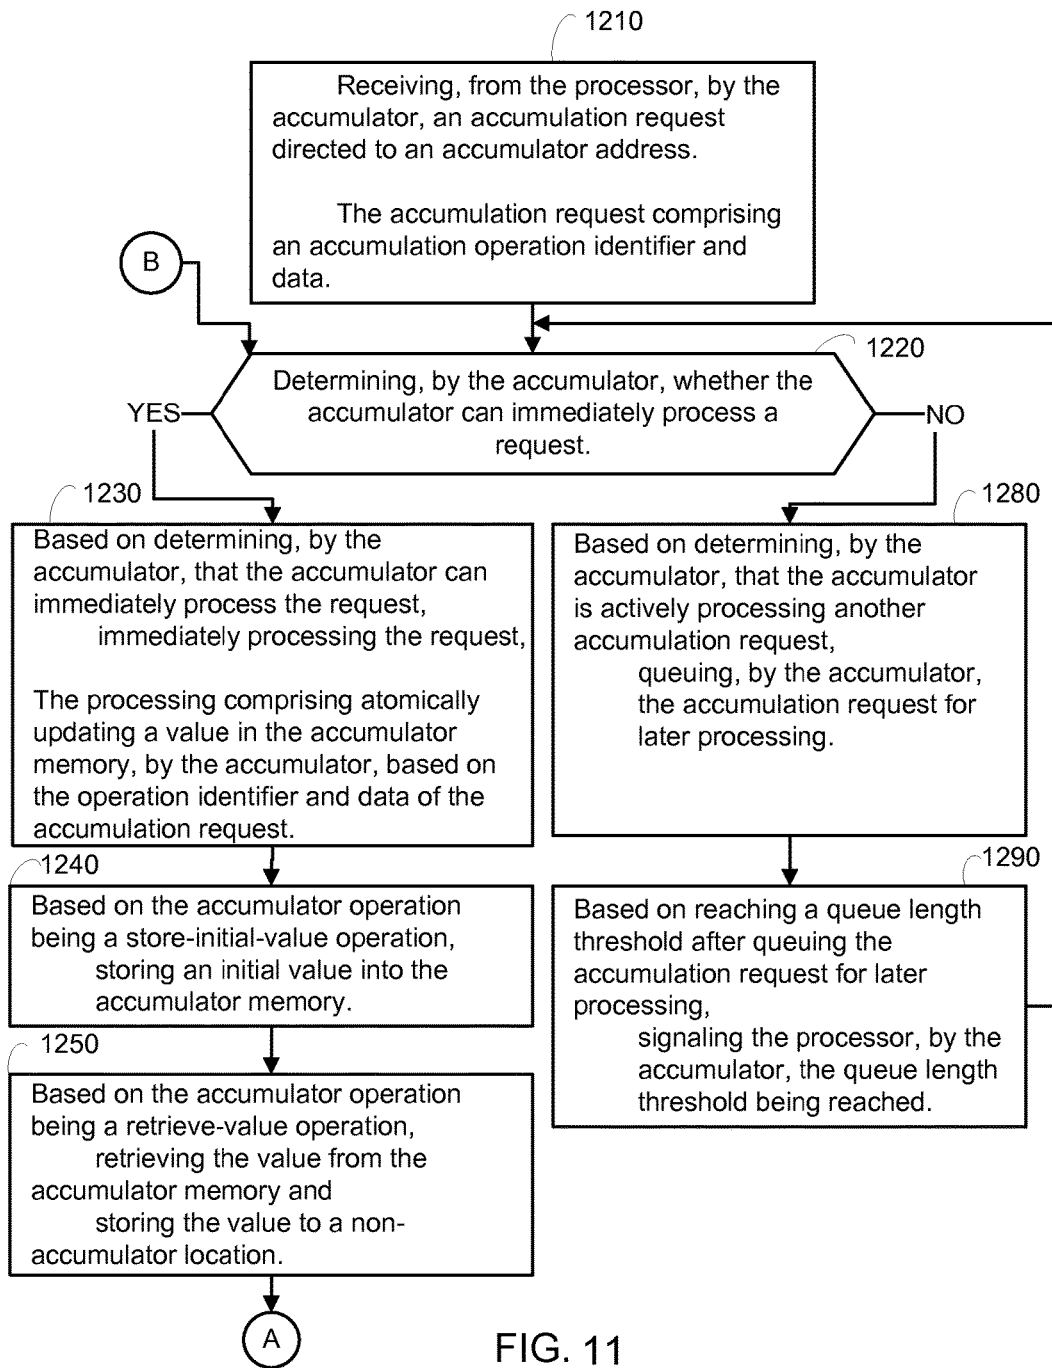 1210
Receiving, from the processor, by the
accumulator, an accumulation request
directed to an accumulator address.
The accumulation request comprising
an accumulation operation identifier and
data.
B
1220
Determining, by the accumulator, whether the
accumulator can immediately process a
request.
YES
NO
1230
Based on determining, by the
accumulator, that the accumulator can
immediately process the request,
immediately processing the request,
The processing comprising atomically
updating a value in the accumulator
memory, by the accumulator, based on
the operation identifier and data of the
accumulation request.
1280
Based on determining, by the
accumulator, that the accumulator
is actively processing another
accumulation request,
queuing, by the accumulator,
the accumulation request for
later processing.
1240
Based on the accumulator operation
being a store-initial-value operation,
storing an initial value into the
accumulator memory.
1290
Based on reaching a queue length
threshold after queuing the
accumulation request for later
processing,
signaling the processor, by the
accumulator, the queue length
threshold being reached.
1250
Based on the accumulator operation
being a retrieve-value operation,
retrieving the value from the
accumulator memory and
storing the value to a non-
accumulator location.
A
FIG. 11